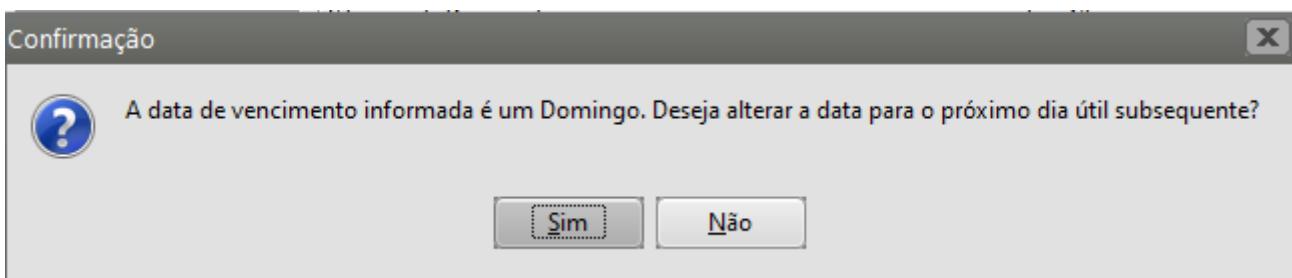 Confirmação
A data de vencimento informada é um Domingo. Deseja alterar a data para o próximo dia útil subsequente?
Sim
Não